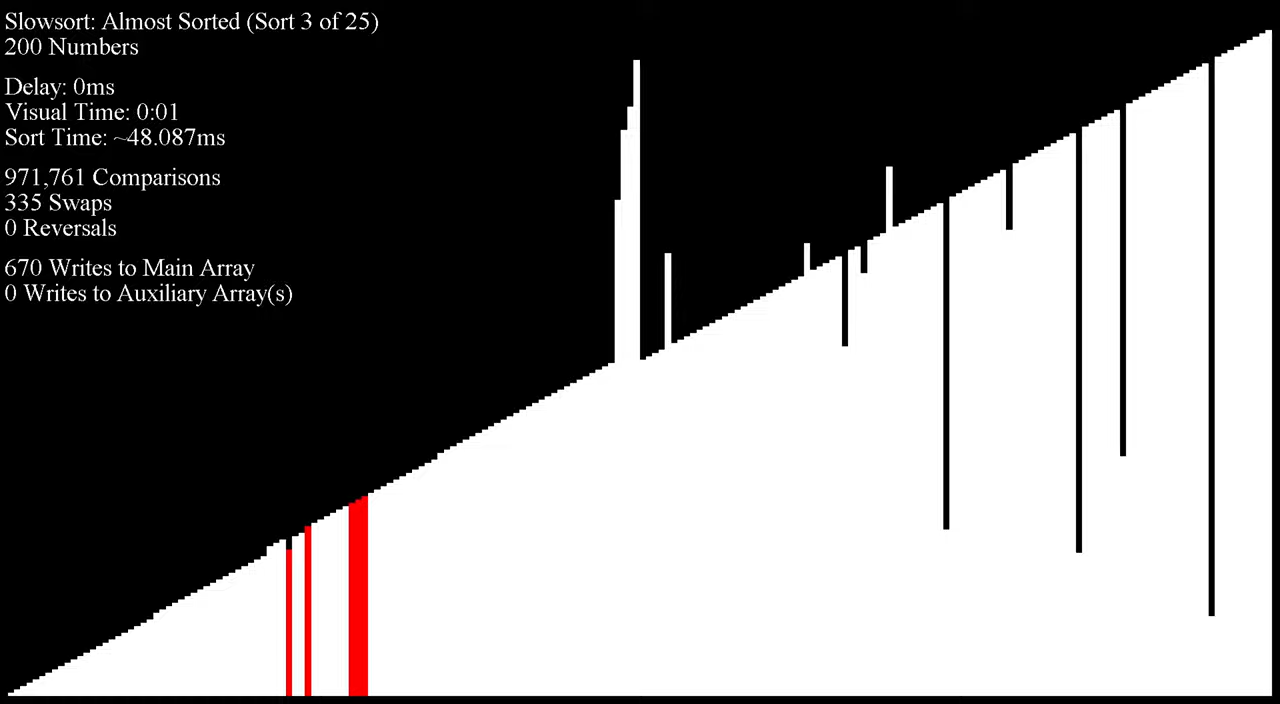 Slowsort: Almost Sorted (Sort 3 of 25)
200 Numbers
Delay: 0ms
Visual Time: 0:01
Sort Time: ~48.087ms
971,761 Comparisons
335 Swaps
0 Reversals
670 Writes to Main Array
0 Writes to Auxiliary Array(s)